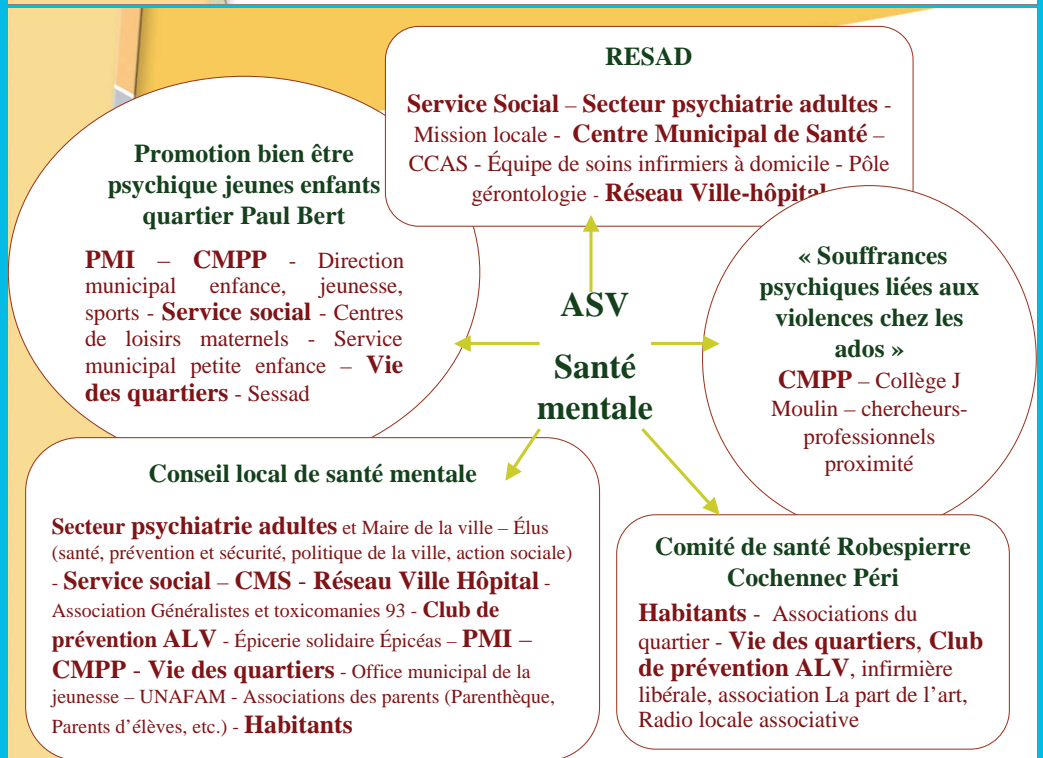 RESAD
Service Social – Secteur psychiatrie adultes -
Mission locale - Centre Municipal de Santé –
CCAS - Équipe de soins infirmiers à domicile - Pôle
gérontologie - Réseau Ville-hôpital
Promotion bien être
psychique jeunes enfants
quartier Paul Bert
PMI – CMPP - Direction
municipal enfance, jeunesse,
sports - Service social - Centres
de loisirs maternels - Service
municipal petite enfance – Vie
des quartiers - Sessad
ASV
Santé
mentale
« Souffrances
psychiques liées aux
violences chez les
ados »
CMPP – Collège J
Moulin – chercheurs-
professionnels
proximité
Conseil local de santé mentale
Secteur psychiatrie adultes et Maire de la ville – Élus
(santé, prévention et sécurité, politique de la ville, action sociale)
- Service social – CMS - Réseau Ville Hôpital -
Association Généralistes et toxicomanies 93 - Club de
prévention ALV - Épicerie solidaire Épicéas – PMI –
CMPP - Vie des quartiers - Office municipal de la
jeunesse – UNAFAM - Associations des parents (Parenthèque,
Parents d’élèves, etc.) - Habitants
Comité de santé Robespierre
Cochennec Péri
Habitants - Associations du
quartier - Vie des quartiers, Club
de prévention ALV, infirmière
libérale, association La part de l’art,
Radio locale associative